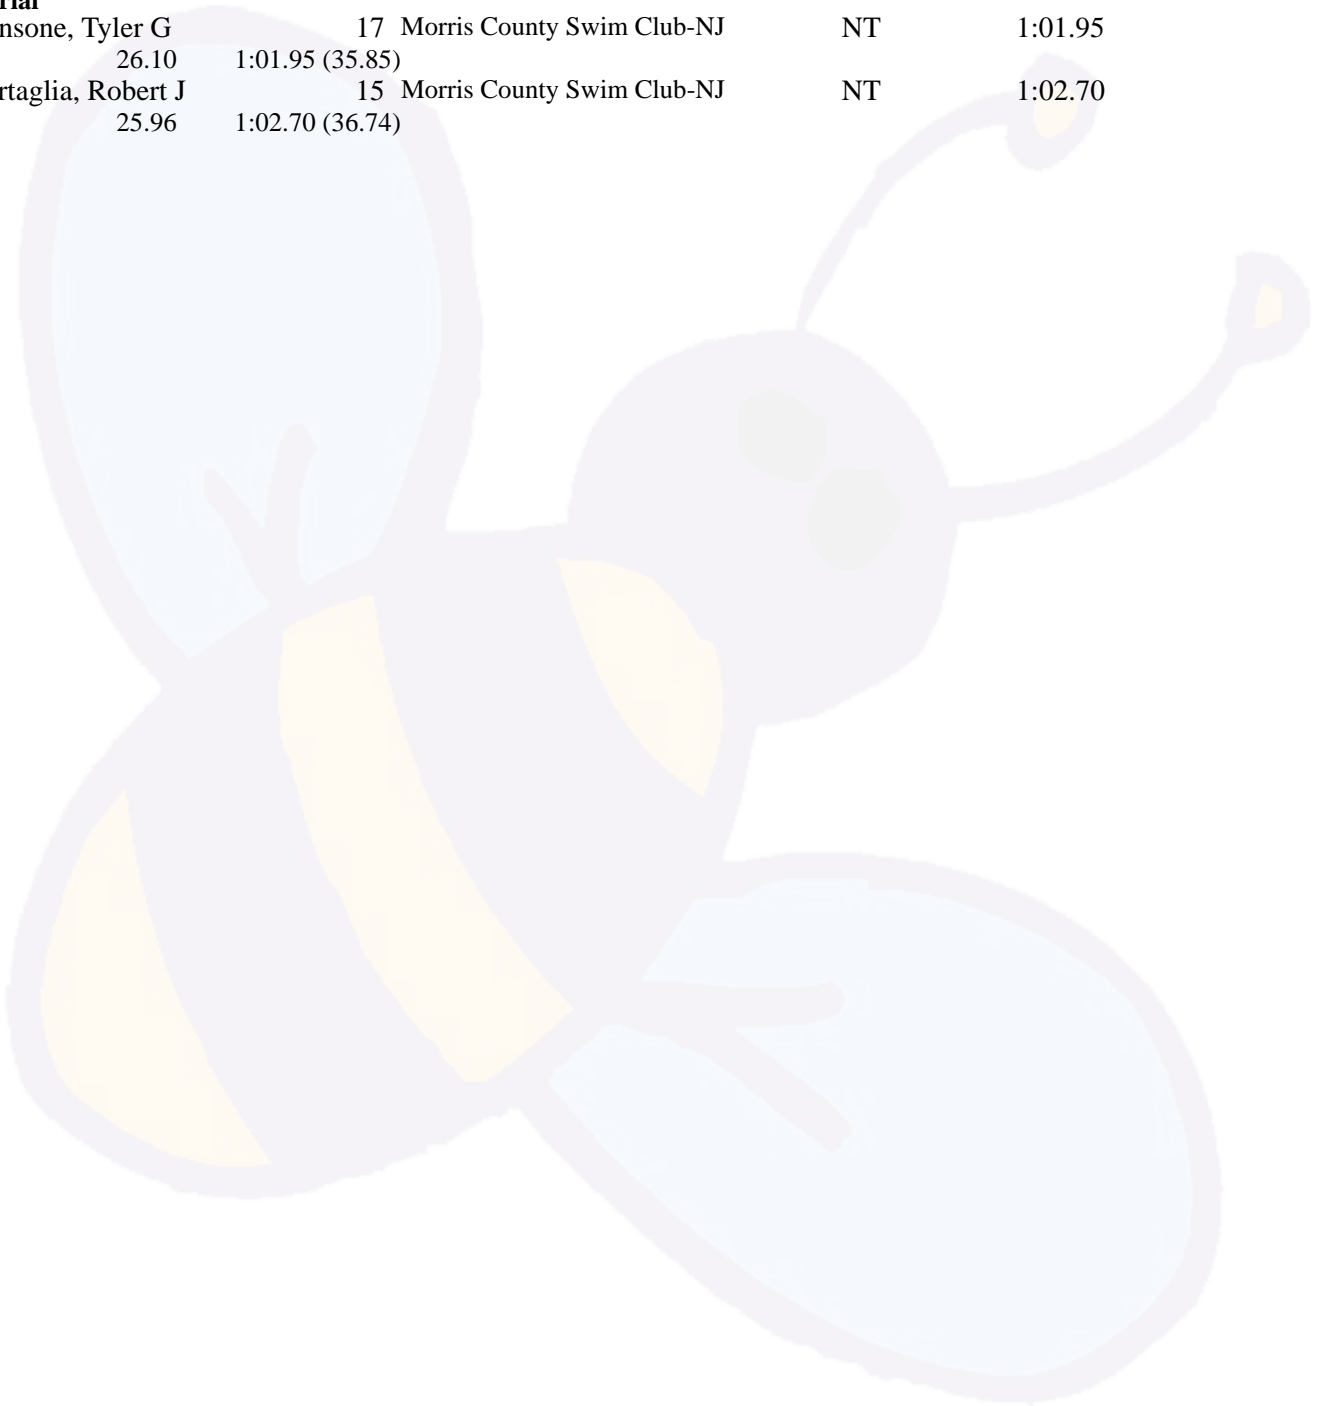 rial
nsone, Tyler G 17 Morris County Swim Club-NJ NT 1:01.95
26.10 1:01.95 (35.85)
rtaglia, Robert J 15 Morris County Swim Club-NJ NT 1:02.70
25.96 1:02.70 (36.74)